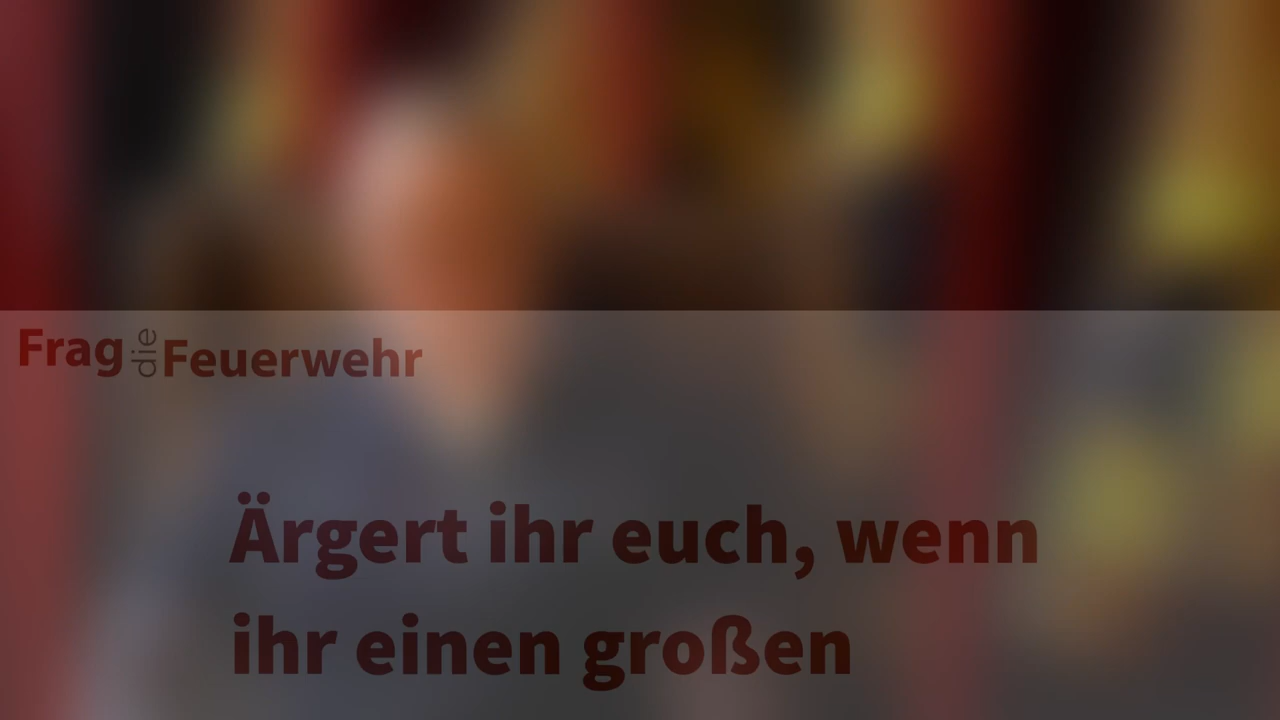 Frag die Feuerwehr
Ärgert ihr euch, wenn
ihr einen großen